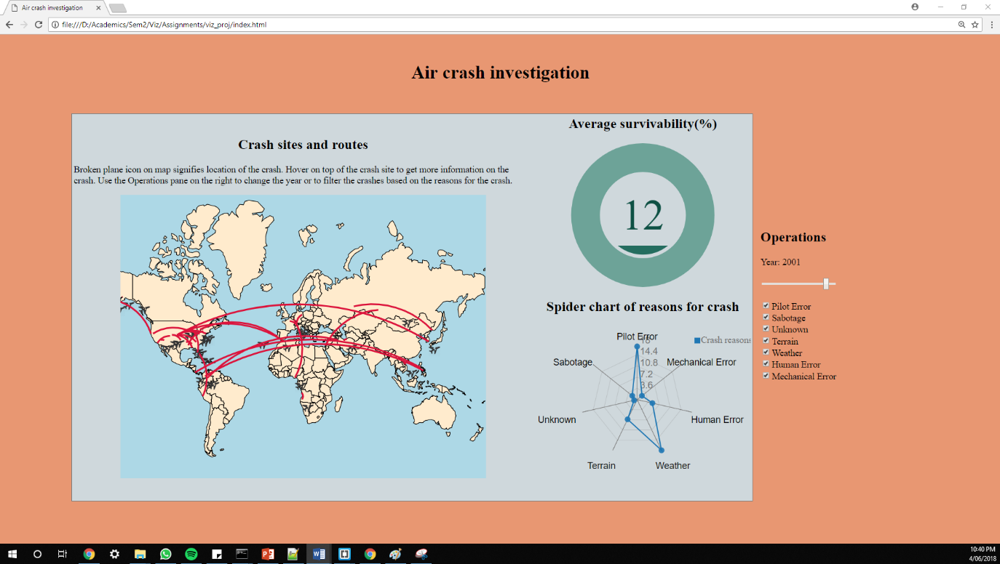 Air crash investigation
file:///D:/Academics/Sem2/Viz/Assignments/viz_proj/index.html
Air crash investigation
Crash sites and routes
Broken plane icon on map signifies location of the crash. Hover on top of the crash site to get more information on the
crash. Use the Operations pane on the right to change the year or to filter the crashes based on the reasons for the crash.
Average survivability(%)
12
Spider chart of reasons for crash
Pilot Error
18
Crash reasons
14.4
Sabotage
10.8
Mechanical Error
7.2
3.6
Unknown
Human Error
Terrain
Weather
Operations
Year: 2001
Pilot Error
Sabotage
Unknown
Terrain
Weather
Human Error
Mechanical Error
10:40 PM
4/06/2018